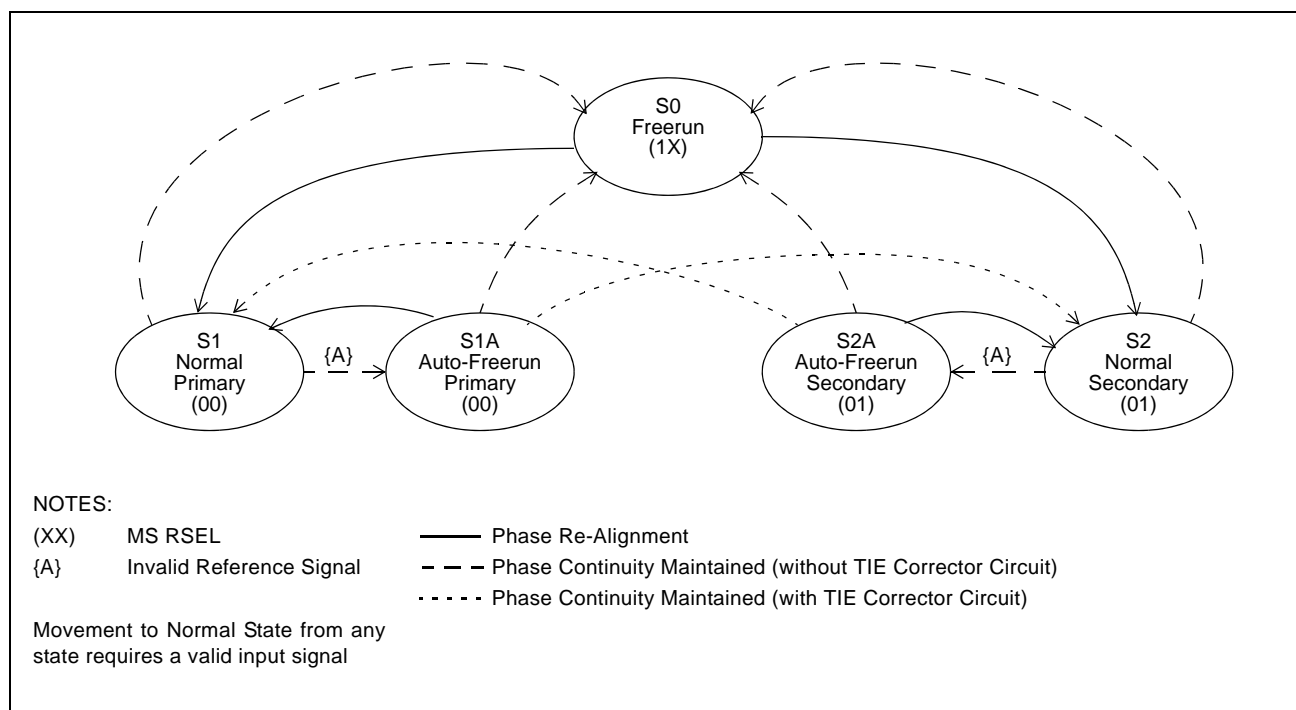 S0
Freerun
(1X)
S1
Normal
Primary
(00)
{A}
S1A
Auto-Freerun
Primary
(00)
S2A
Auto-Freerun
Secondary
(01)
{A}
S2
Normal
Secondary
(01)
NOTES:
(XX) MS RSEL
{A} Invalid Reference Signal
Phase Re-Alignment
Phase Continuity Maintained (without TIE Corrector Circuit)
Phase Continuity Maintained (with TIE Corrector Circuit)
Movement to Normal State from any
state requires a valid input signal